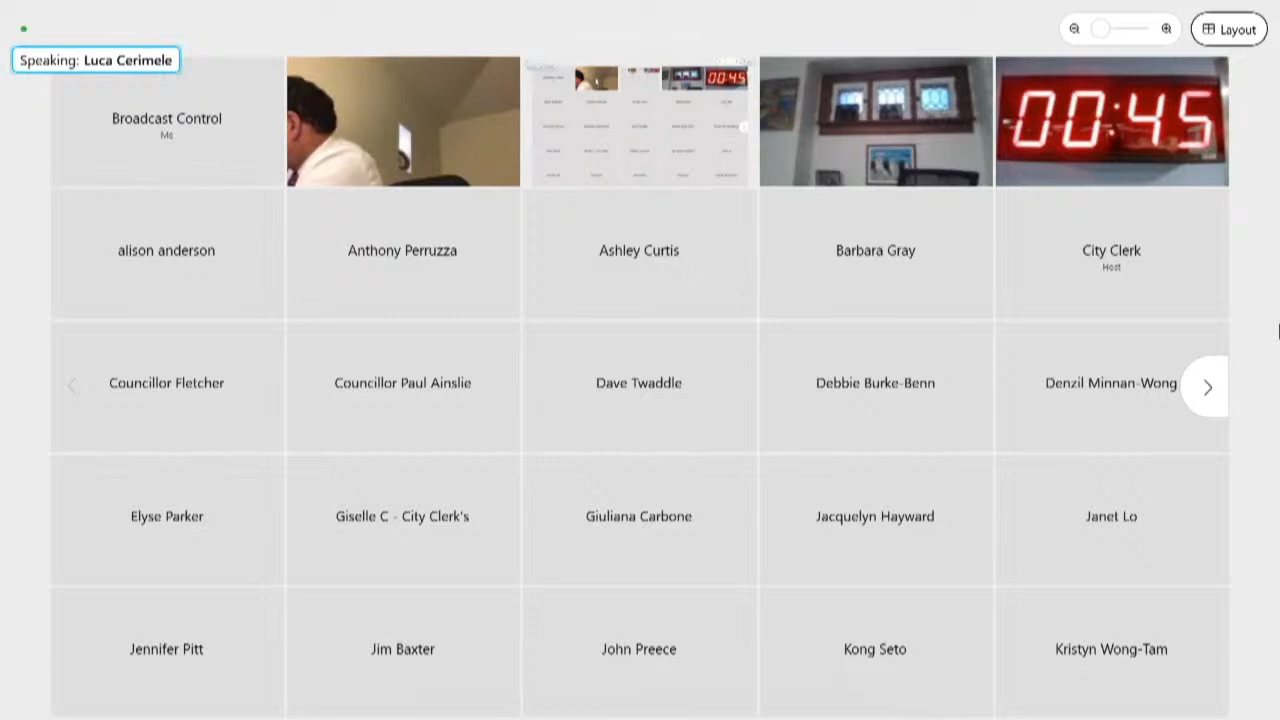 Layout
Speaking: Luca Cerimele
Broadcast Control
Me
00:45
00:45
alison anderson
Anthony Perruzza
Ashley Curtis
Barbara Gray
City Clerk
Host
Councillor Fletcher
Councillor Paul Ainslie
Dave Twaddle
Debbie Burke-Benn
Denzil Minnan-Wong
Elyse Parker
Giselle C - City Clerk's
Giuliana Carbone
Jacquelyn Hayward
Janet Lo
Jennifer Pitt
Jim Baxter
John Preece
Kong Seto
Kristyn Wong-Tam